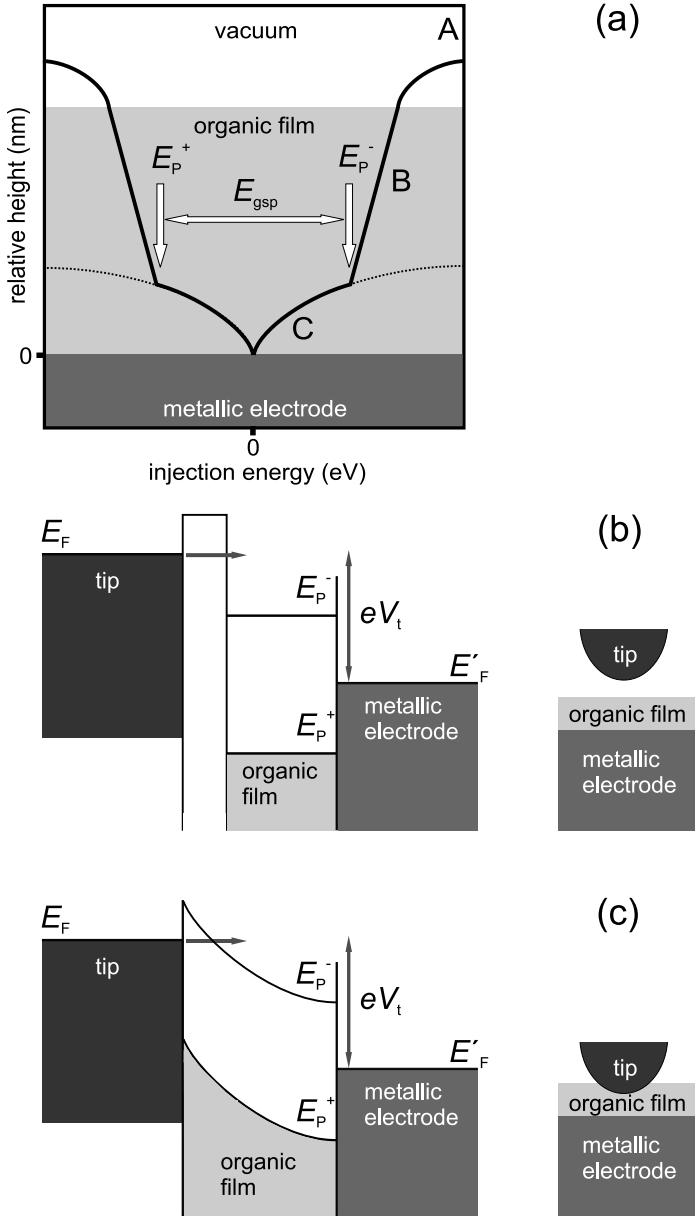 (a)
A
vacuum
organic film
E_P^+
E_P^-
E_gsp
B
C
relative height (nm)
0
metallic electrode
0
injection energy (eV)
(b)
E_F
tip
E_P^-
eV_t
E′_F
E_P^+
metallic
electrode
organic
film
tip
organic film
metallic
electrode
(c)
E_F
tip
E_P^-
eV_t
E′_F
E_P^+
metallic
electrode
organic
film
tip
organic film
metallic
electrode